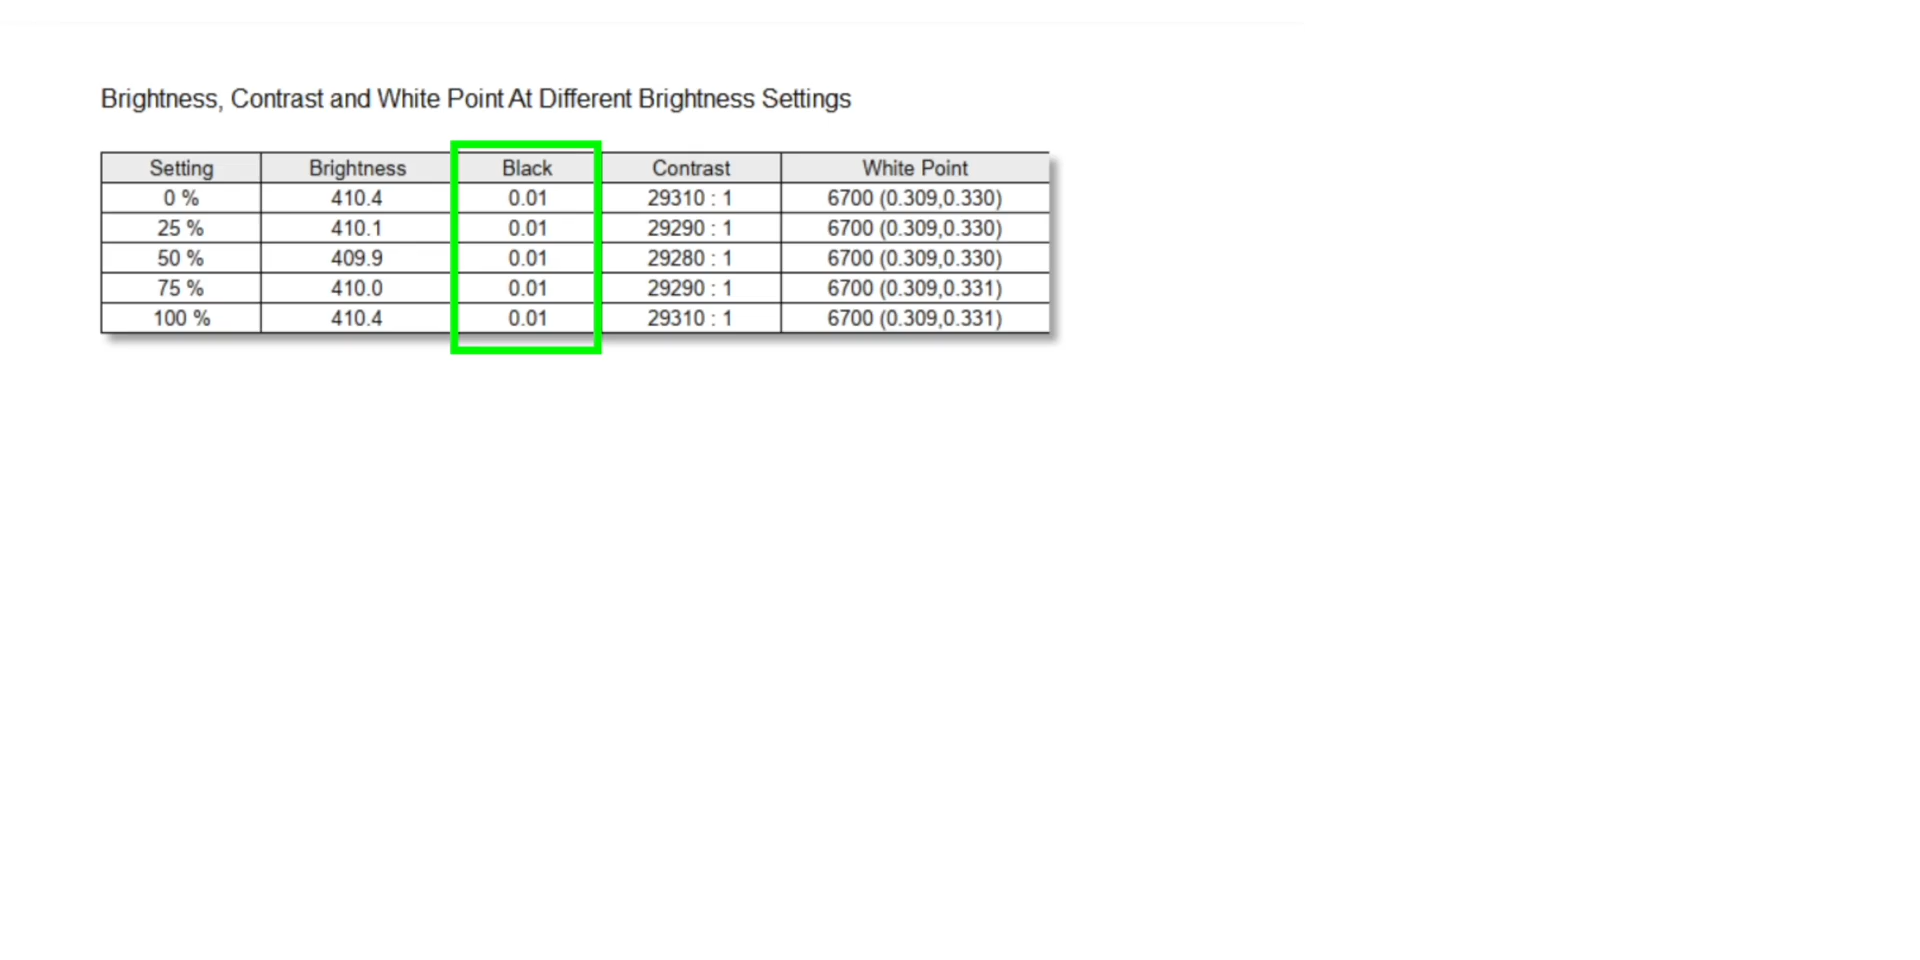 Brightness, Contrast and White Point At Different Brightness Settings
Setting Brightness Black Contrast White Point
0 % 410.4 0.01 29310 : 1 6700 (0.309,0.330)
25 % 410.1 0.01 29290 : 1 6700 (0.309,0.330)
50 % 409.9 0.01 29280 : 1 6700 (0.309,0.330)
75 % 410.0 0.01 29290 : 1 6700 (0.309,0.331)
100 % 410.4 0.01 29310 : 1 6700 (0.309,0.331)